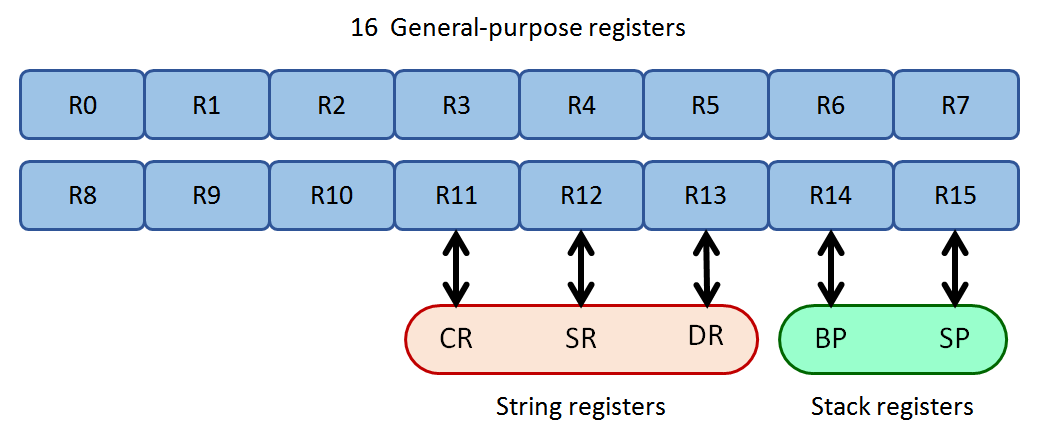 16 General-purpose registers
R0 R1 R2 R3 R4 R5 R6 R7
R8 R9 R10 R11 R12 R13 R14 R15
CR SR DR BP SP
String registers Stack registers